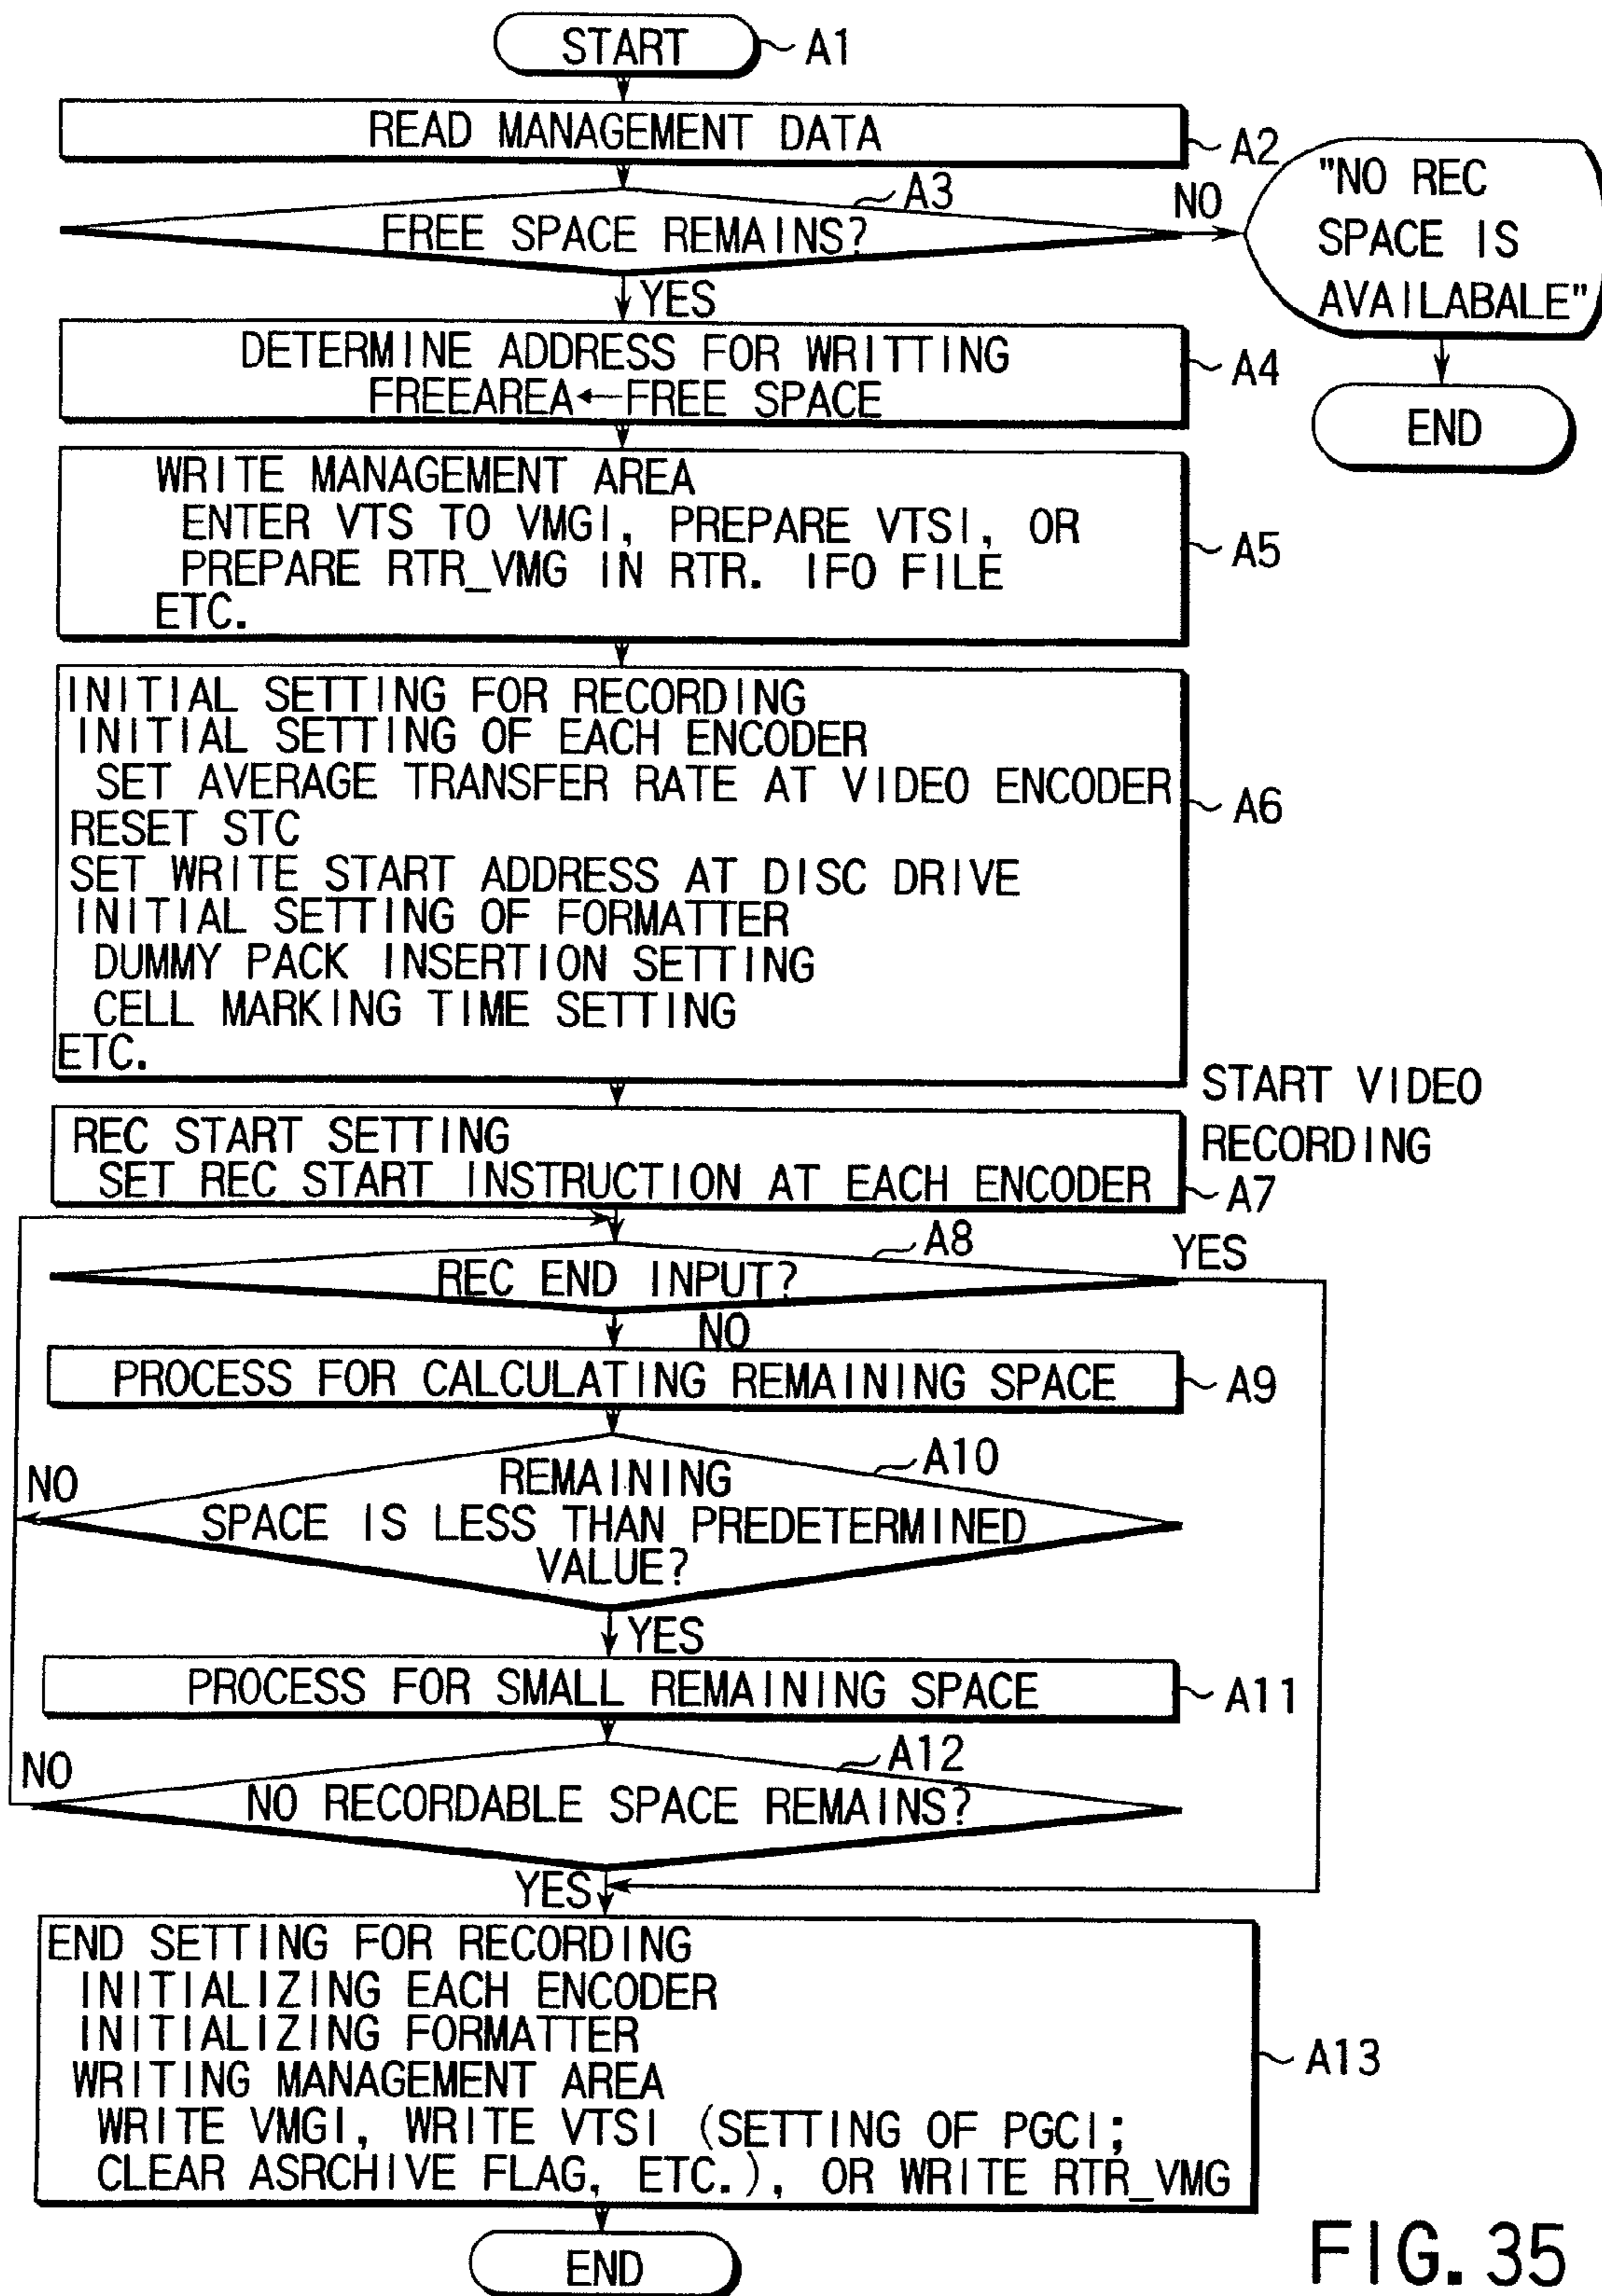 START
A1
READ MANAGEMENT DATA
A2
A3
FREE SPACE REMAINS?
NO
"NO REC
SPACE IS
AVAILABALE"
END
YES
DETERMINE ADDRESS FOR WRITTING
FREEAREA←FREE SPACE
A4
WRITE MANAGEMENT AREA
ENTER VTS TO VMGI, PREPARE VTSI, OR
PREPARE RTR_VMG IN RTR. IFO FILE
ETC.
A5
INITIAL SETTING FOR RECORDING
INITIAL SETTING OF EACH ENCODER
SET AVERAGE TRANSFER RATE AT VIDEO ENCODER
RESET STC
SET WRITE START ADDRESS AT DISC DRIVE
INITIAL SETTING OF FORMATTER
DUMMY PACK INSERTION SETTING
CELL MARKING TIME SETTING
ETC.
A6
START VIDEO
RECORDING
REC START SETTING
SET REC START INSTRUCTION AT EACH ENCODER
A7
A8
REC END INPUT?
YES
NO
PROCESS FOR CALCULATING REMAINING SPACE
A9
A10
NO
REMAINING
SPACE IS LESS THAN PREDETERMINED
VALUE?
YES
PROCESS FOR SMALL REMAINING SPACE
A11
A12
NO
NO RECORDABLE SPACE REMAINS?
YES
END SETTING FOR RECORDING
INITIALIZING EACH ENCODER
INITIALIZING FORMATTER
WRITING MANAGEMENT AREA
WRITE VMGI, WRITE VTSI (SETTING OF PGCI;
CLEAR ASRCHIVE FLAG, ETC.), OR WRITE RTR_VMG
A13
END
FIG. 35